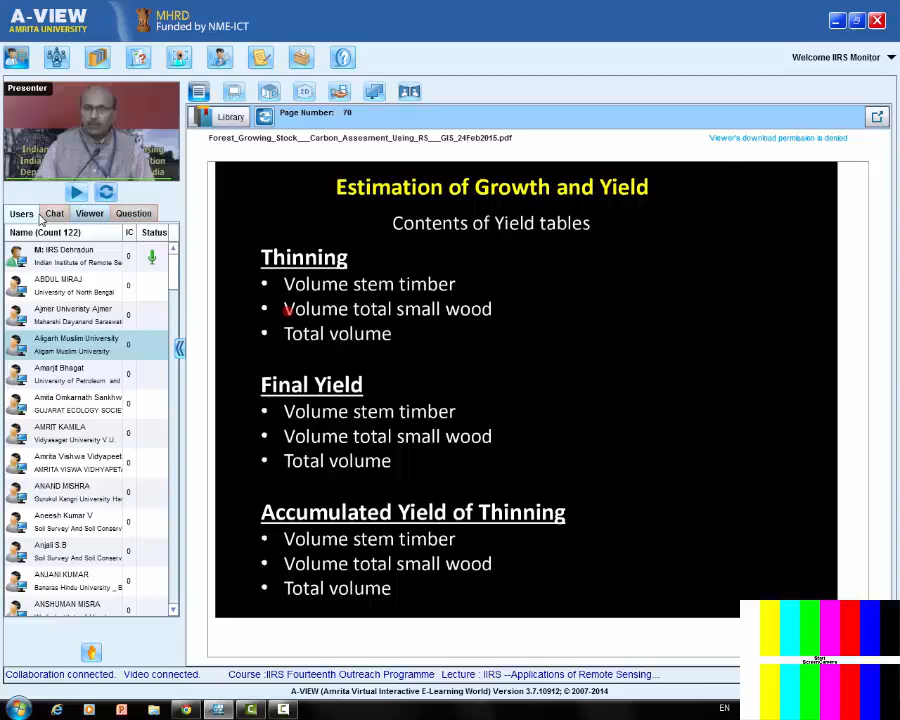 A-VIEW
AMRITA UNIVERSITY
MHRD
Funded by NME-ICT
Welcome IIRS Monitor
Presenter
Library
Page Number: 70
Forest_Growing_Stock___Carbon_Assesment_Using_RS___GIS_24Feb2015.pdf
Viewer's download permission is denied
Users
Chat
Viewer
Question
Name (Count 122)
IC
Status
M: IIRS Dehradun
Indian Institute of Remote Se
0
ABDUL MIRAJ
University of North Bengal
0
Ajmer Univeristy Ajmer
Maharshi Dayanand Saraswat
0
Aligarh Muslim University
Aligarh Muslim University
0
Amarjit Bhagat
University of Petroleum and
0
Amita Omkarnath Sankhw
GUJARAT ECOLOGY SOCIE
0
AMRIT KAMILA
Vidyasagar University V.U.
0
Amrita Vishwa Vidyapeet
AMRITA VISWA VIDHYAPETA
0
ANAND MISHRA
Gurukul Kangri University Har
0
Aneesh Kumar V
Soil Survey And Soil Conserv
0
Anjali S.B
Soil Survey And Soil Conserv
0
ANJANI KUMAR
Banaras Hindu University _ B
0
ANSHUMAN MISRA
0
Estimation of Growth and Yield
Contents of Yield tables
Thinning
• Volume stem timber
• Volume total small wood
• Total volume
Final Yield
• Volume stem timber
• Volume total small wood
• Total volume
Accumulated Yield of Thinning
• Volume stem timber
• Volume total small wood
• Total volume
Start
ScreenCamera
Collaboration connected. Video connected.
Course :IIRS Fourteenth Outreach Programme
Lecture : IIRS --Applications of Remote Sensing...
A-VIEW (Amrita Virtual Interactive E-Learning World) Version 3.7.10912; © 2007-2014
EN